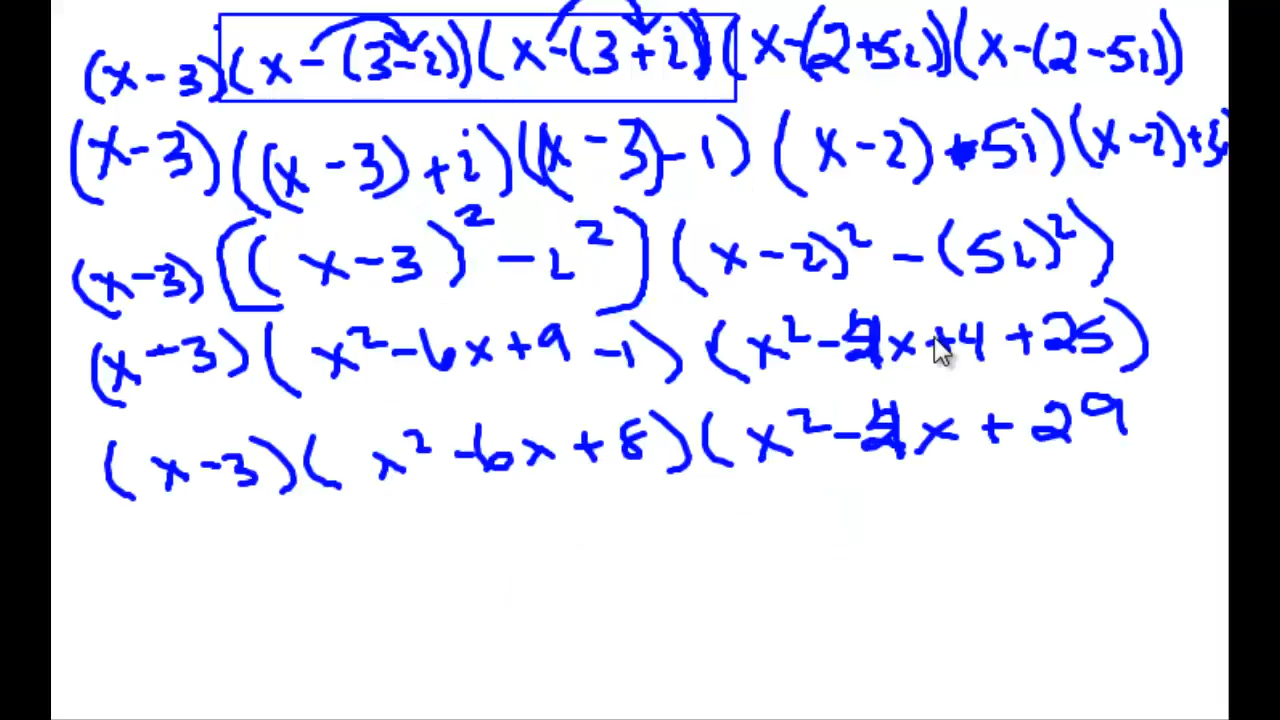 (x-3)(x-(3-i))(x-(3+i))(x-(2+5i))(x-(2-5i))
(x-3)((x-3)+i)((x-3)-i)(x-2)-5i)(x-2)+5i
(x-3)[(x-3)²-i²](x-2)²-(5i)²)
(x-3)(x²-6x+9-1)(x²-4x+4+25)
(x-3)(x²-6x+8)(x²-4x+29